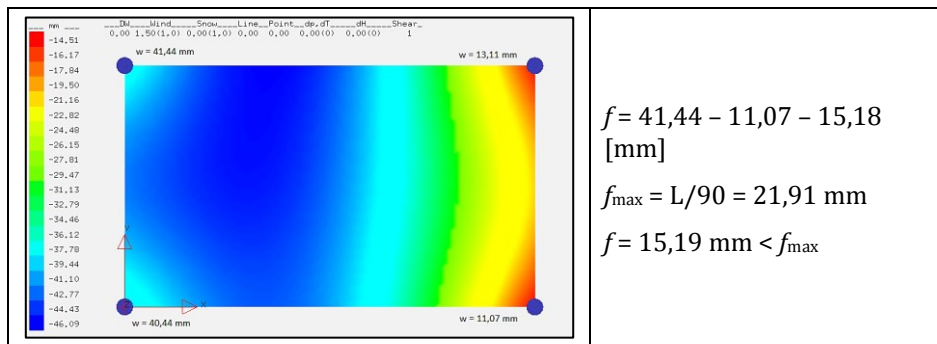 mm DW Wind Snow Line Point dp,dT dH Shear
0.00 1.50(1.0) 0.00(1.0) 0.00 0.00 0.00(0) 0.00(0) 1
w = 41,44 mm
w = 13,11 mm
-14.51
-16.17
-17.84
-19.50
-21.16
-22.82
-24.48
-26.15
-27.81
-29.47
-31.13
-32.79
-34.46
-36.12
-37.78
-39.44
-41.10
-42.77
-44.43
-46.09
Y
X
w = 40,44 mm
w = 11,07 mm
f = 41,44 – 11,07 – 15,18
[mm]
fmax = L/90 = 21,91 mm
f = 15,19 mm < fmax